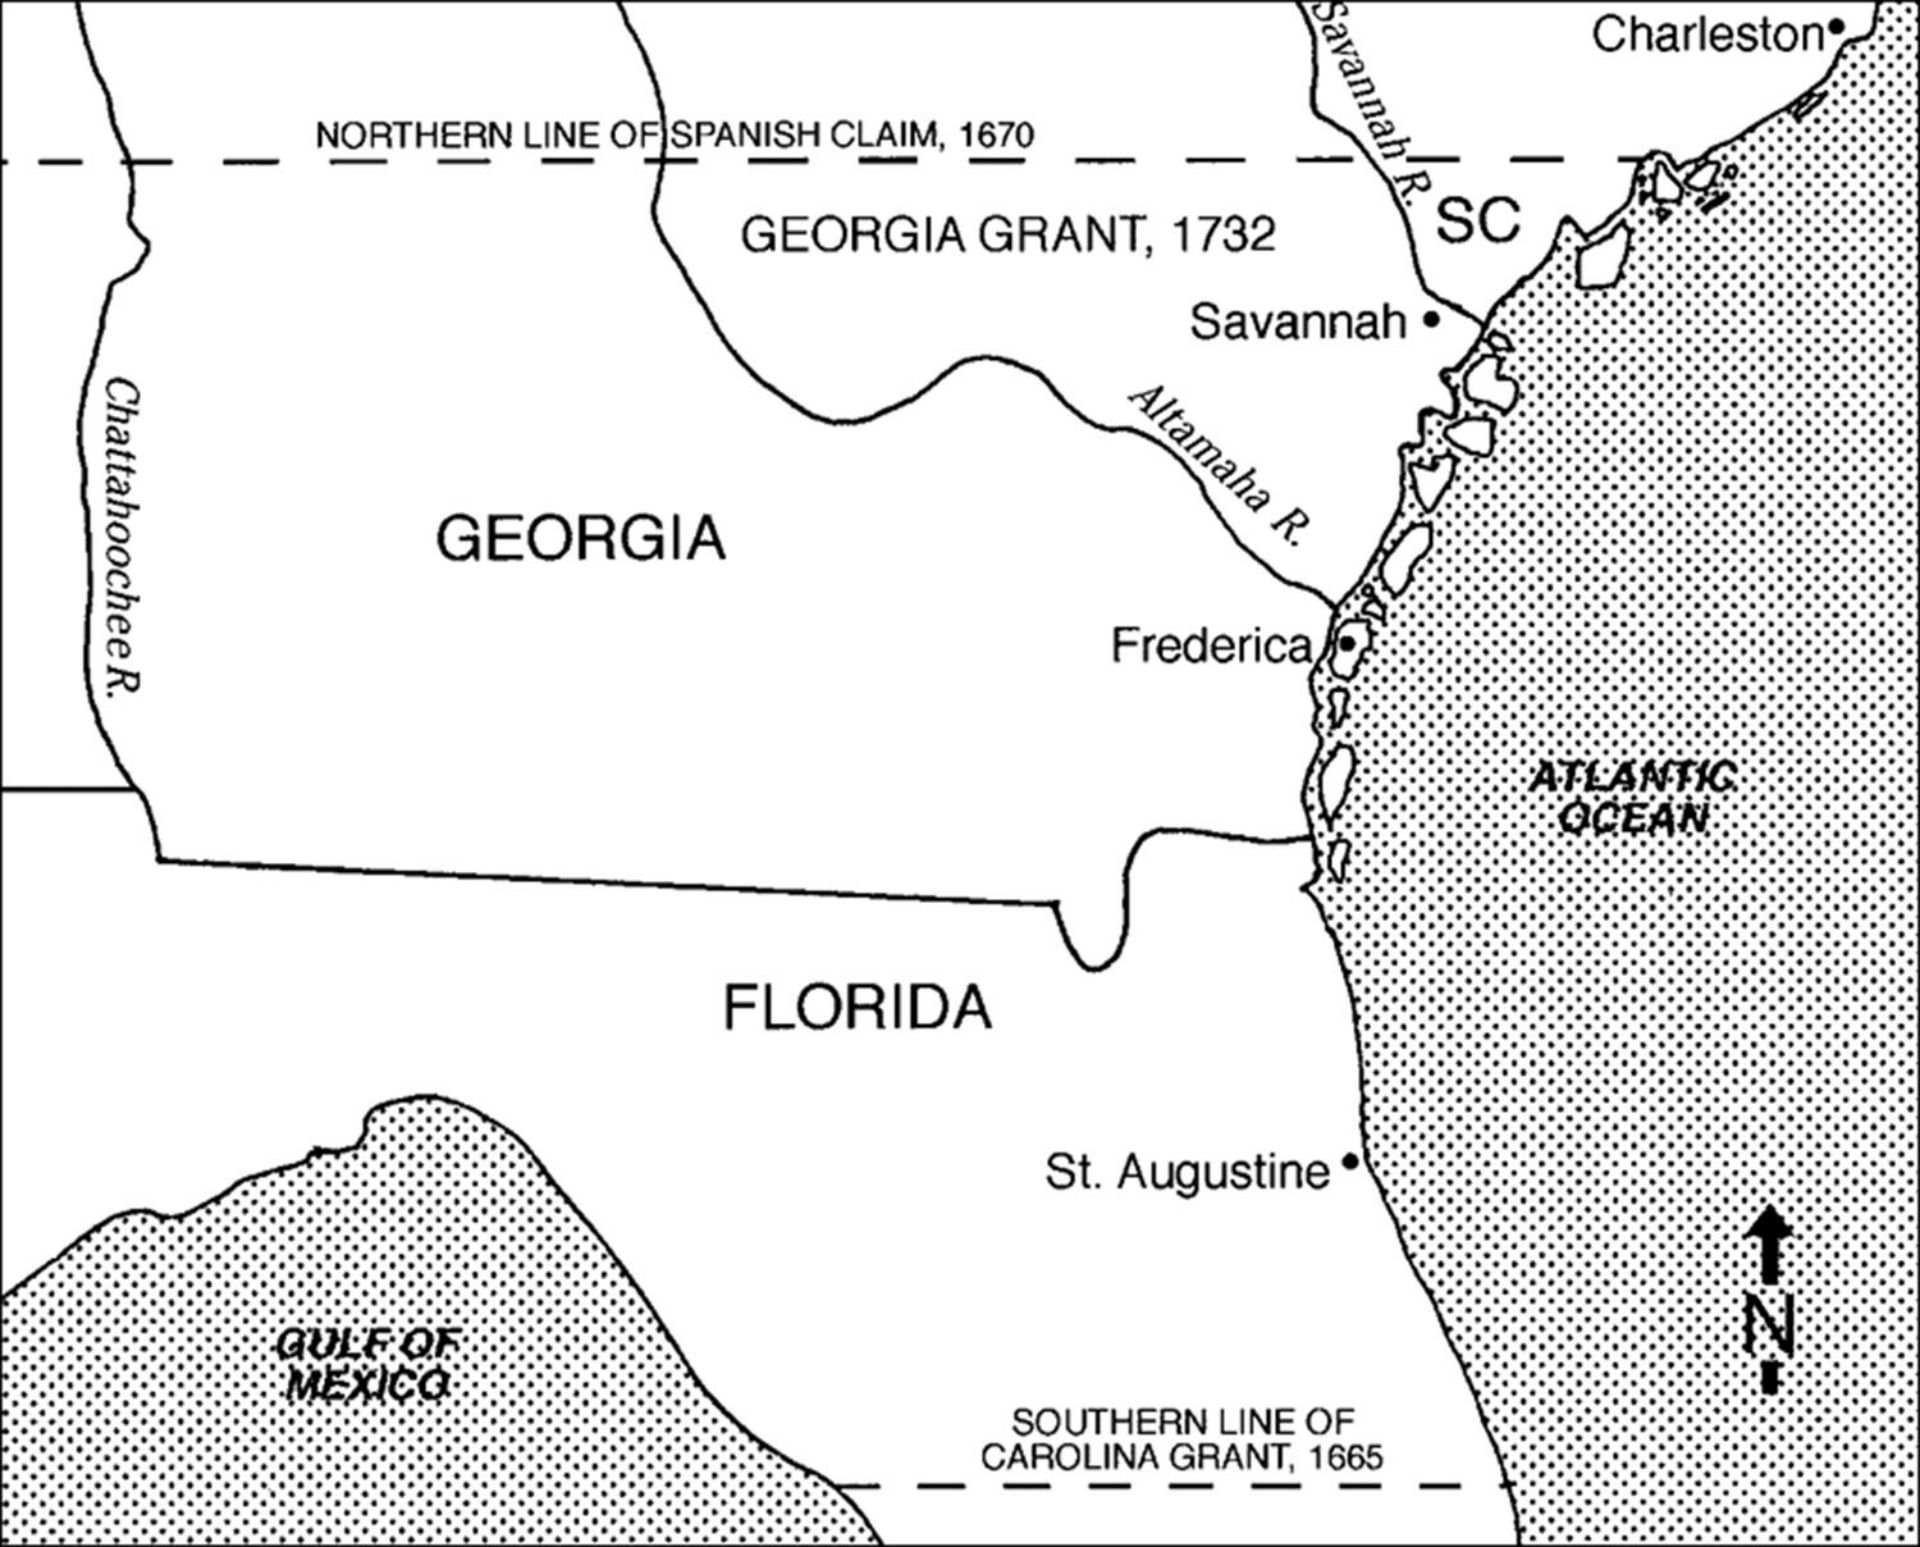 Charleston
Savannah R.
NORTHERN LINE OF SPANISH CLAIM, 1670
SC
GEORGIA GRANT, 1732
Savannah
Altamaha R.
Chattahoochee R.
GEORGIA
Frederica
ATLANTIC
OCEAN
FLORIDA
St. Augustine
N
GULF OF
MEXICO
SOUTHERN LINE OF
CAROLINA GRANT, 1665